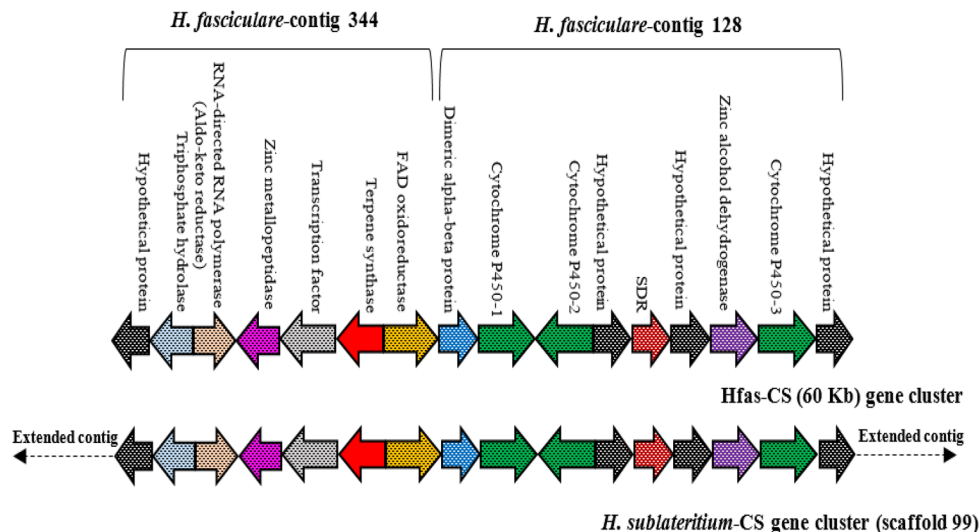 H. fasciculare-contig 344
H. fasciculare-contig 128
Hypothetical protein
Triphosphate hydrolase
RNA-directed RNA polymerase
(Aldo-keto reductase)
Zinc metallopeptidase
Transcription factor
Terpene synthase
FAD oxidoreductase
Dimeric alpha-beta protein
Cytochrome P450-1
Cytochrome P450-2
Hypothetical protein
SDR
Hypothetical protein
Zinc alcohol dehydrogenase
Cytochrome P450-3
Hypothetical protein
Hfas-CS (60 Kb) gene cluster
Extended contig
Extended contig
H. sublateritium-CS gene cluster (scaffold 99)